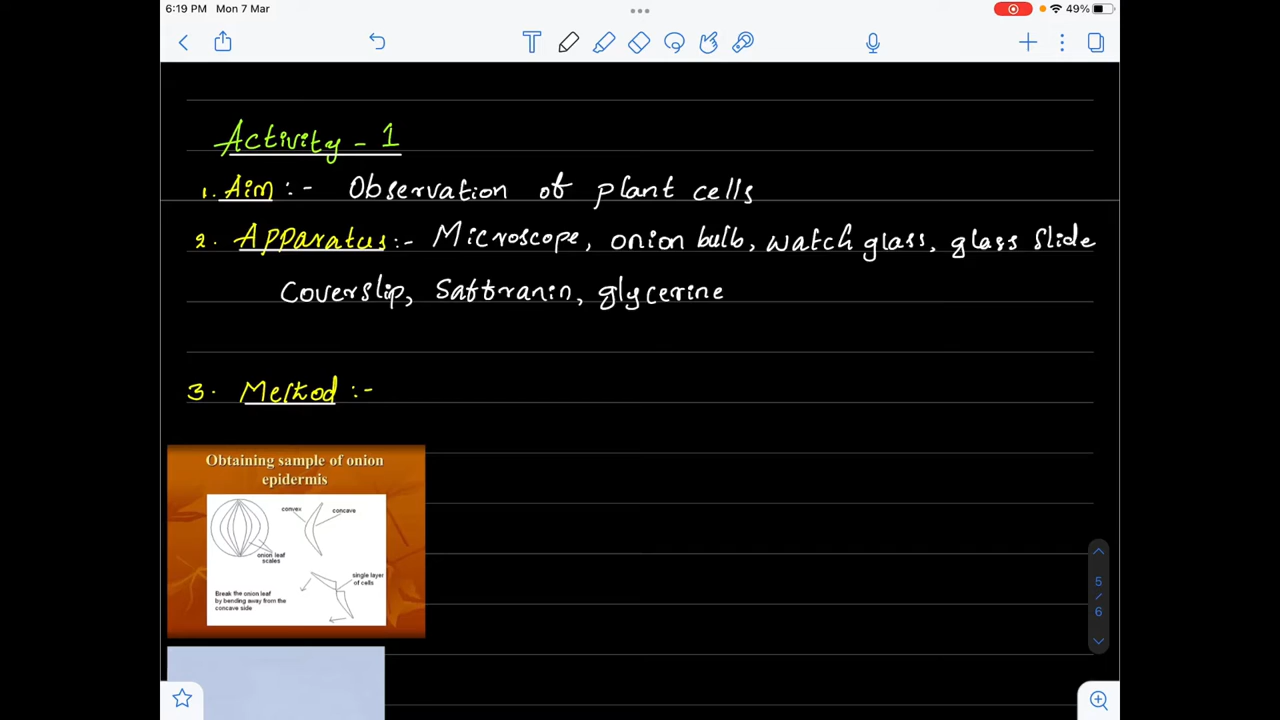 6:19 PM Mon 7 Mar
49%
Activity - 1
1. Aim :- Observation of plant cells
2. Apparatus :- Microscope, onion bulb, watch glass, glass slide
Coverslip, Saffranin, glycerine
3. Method :-
Obtaining sample of onion
epidermis
convex
concave
onion leaf
scales
single layer
of cells
Break the onion leaf
by bending away from the
concave side
5
/
6